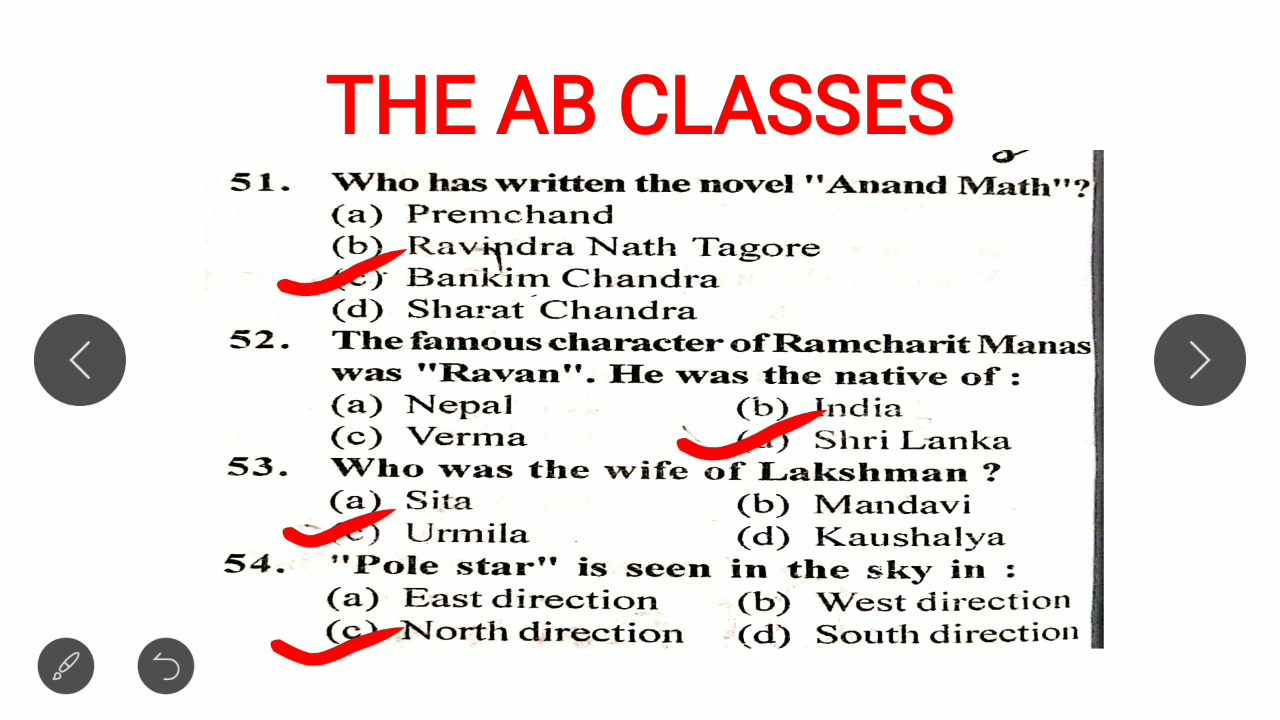 THE AB CLASSES
51. Who has written the novel "Anand Math"?
(a) Premchand
(b) Ravindra Nath Tagore
(c) Bankim Chandra
(d) Sharat Chandra
52. The famous character of Ramcharit Manas
was "Ravan". He was the native of :
(a) Nepal (b) India
(c) Verma (d) Shri Lanka
53. Who was the wife of Lakshman ?
(a) Sita (b) Mandavi
(c) Urmila (d) Kaushalya
54. "Pole star" is seen in the sky in :
(a) East direction (b) West direction
(c) North direction (d) South direction